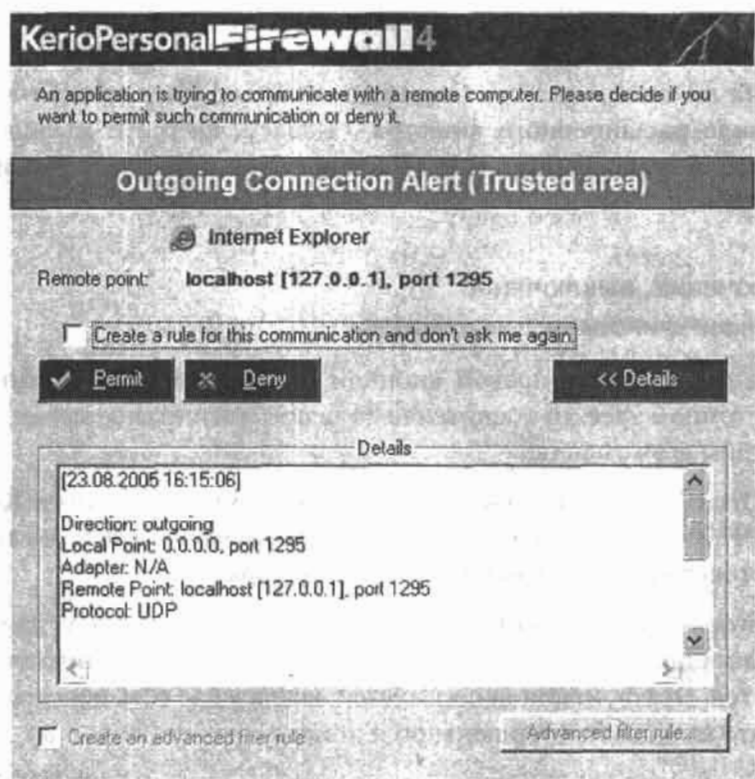 KerioPersonalFirewall4
An application is trying to communicate with a remote computer. Please decide if you
want to permit such communication or deny it.
Outgoing Connection Alert (Trusted area)
Internet Explorer
Remote point: localhost [127.0.0.1], port 1295
Create a rule for this communication and don't ask me again.
Permit Deny << Details
Details
[23.08.2005 16:15:06]
Direction: outgoing
Local Point: 0.0.0.0, port 1295
Adapter: N/A
Remote Point: localhost [127.0.0.1], port 1295
Protocol: UDP
Create an advanced filter rule Advanced filter rule...